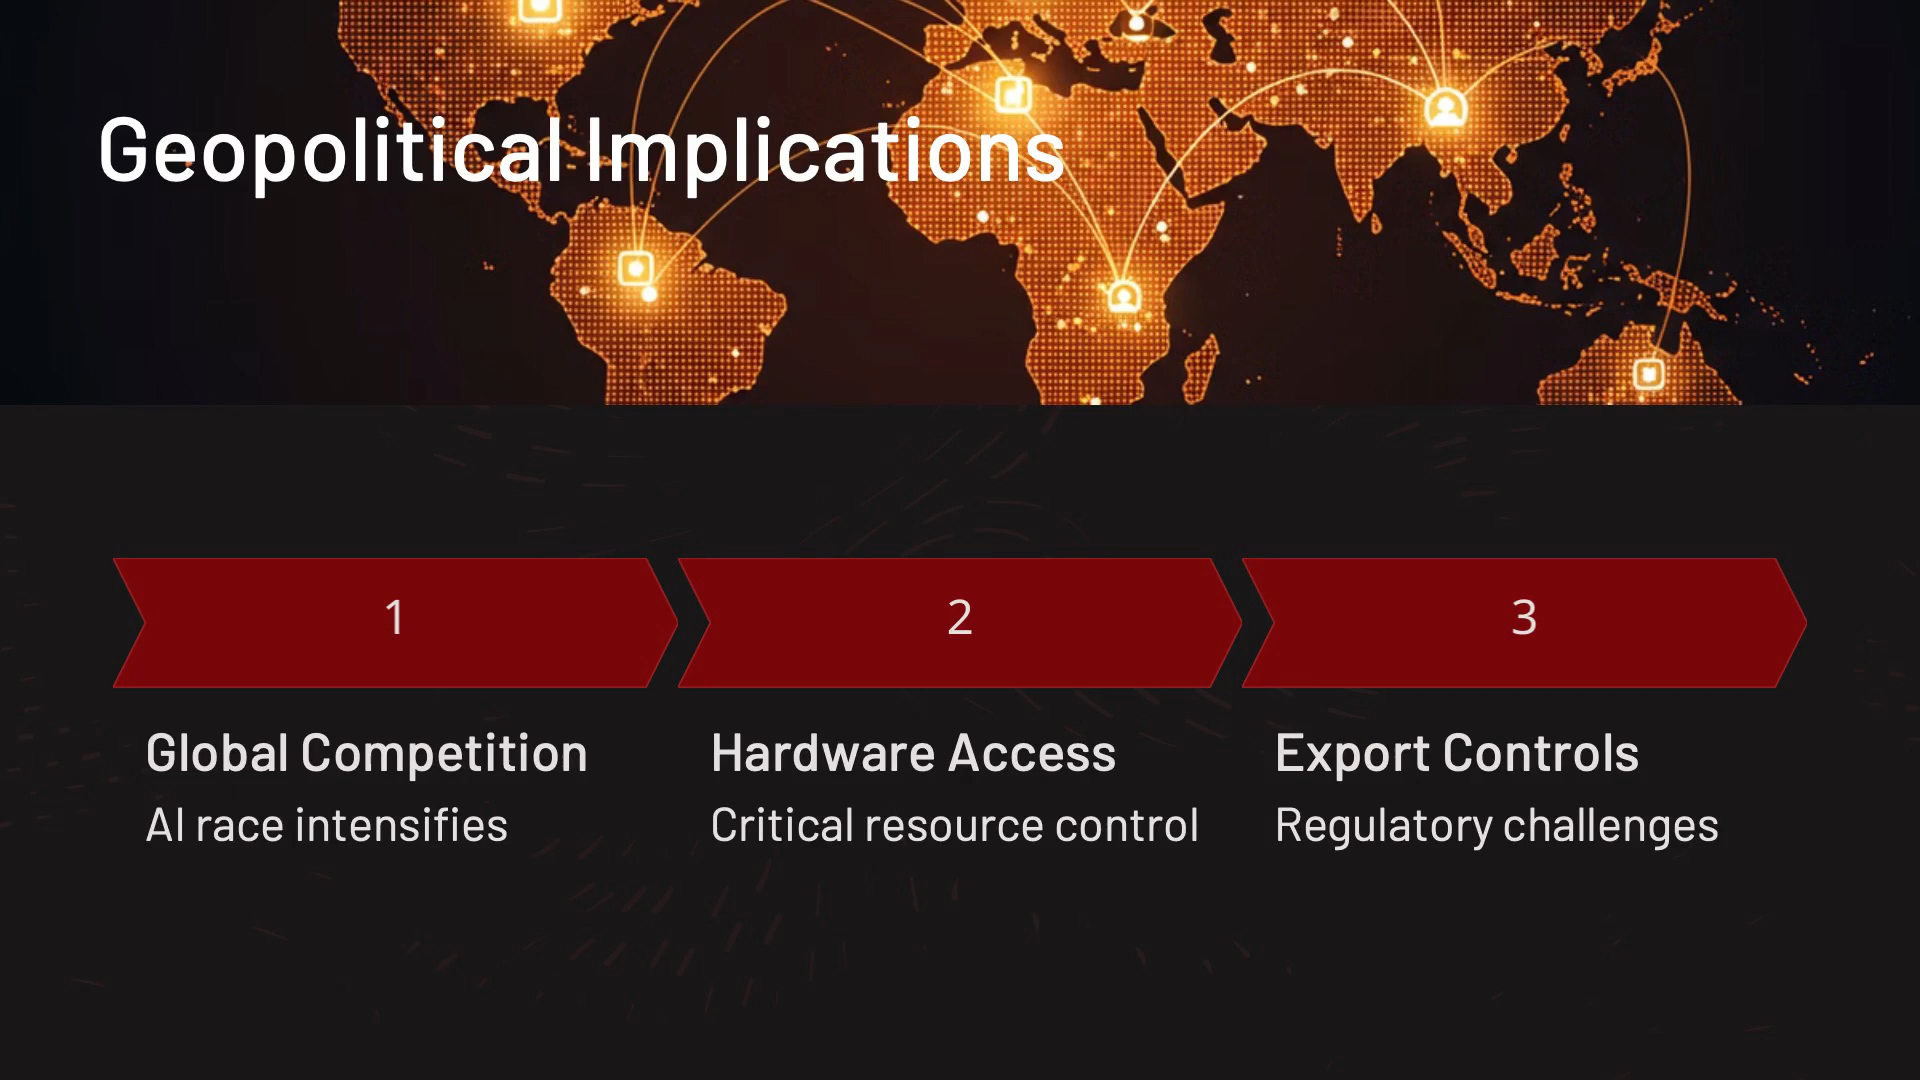 Geopolitical Implications
1
2
3
Global Competition
AI race intensifies
Hardware Access
Critical resource control
Export Controls
Regulatory challenges